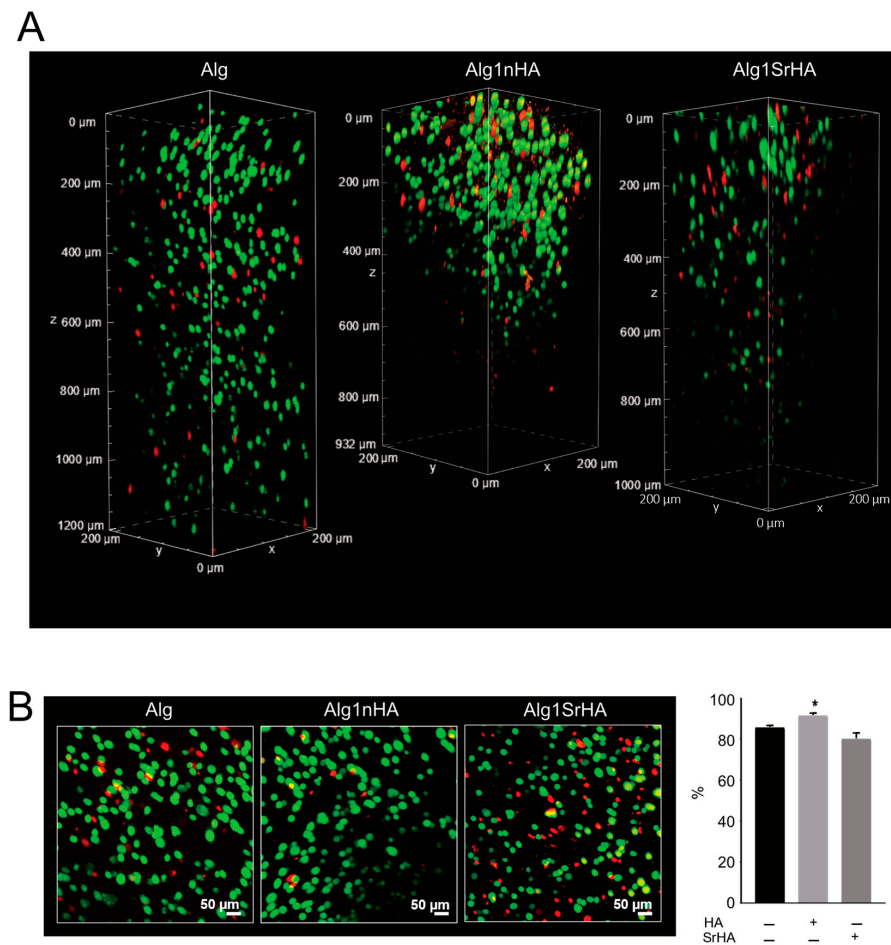 A
Alg
0 µm
200 µm
400 µm
z
600 µm
800 µm
1000 µm
1200 µm
200 µm
y
0 µm
x
200 µm
Alg1nHA
0 µm
200 µm
400 µm
z
600 µm
800 µm
932 µm
200 µm
y
0 µm
x
200 µm
Alg1SrHA
0 µm
200 µm
400 µm
z
600 µm
800 µm
1000 µm
200 µm
y
0 µm
x
200 µm
B
Alg
50 µm
Alg1nHA
50 µm
Alg1SrHA
50 µm
100
80
60
40
20
0
%
*
HA – + –
SrHA – – +